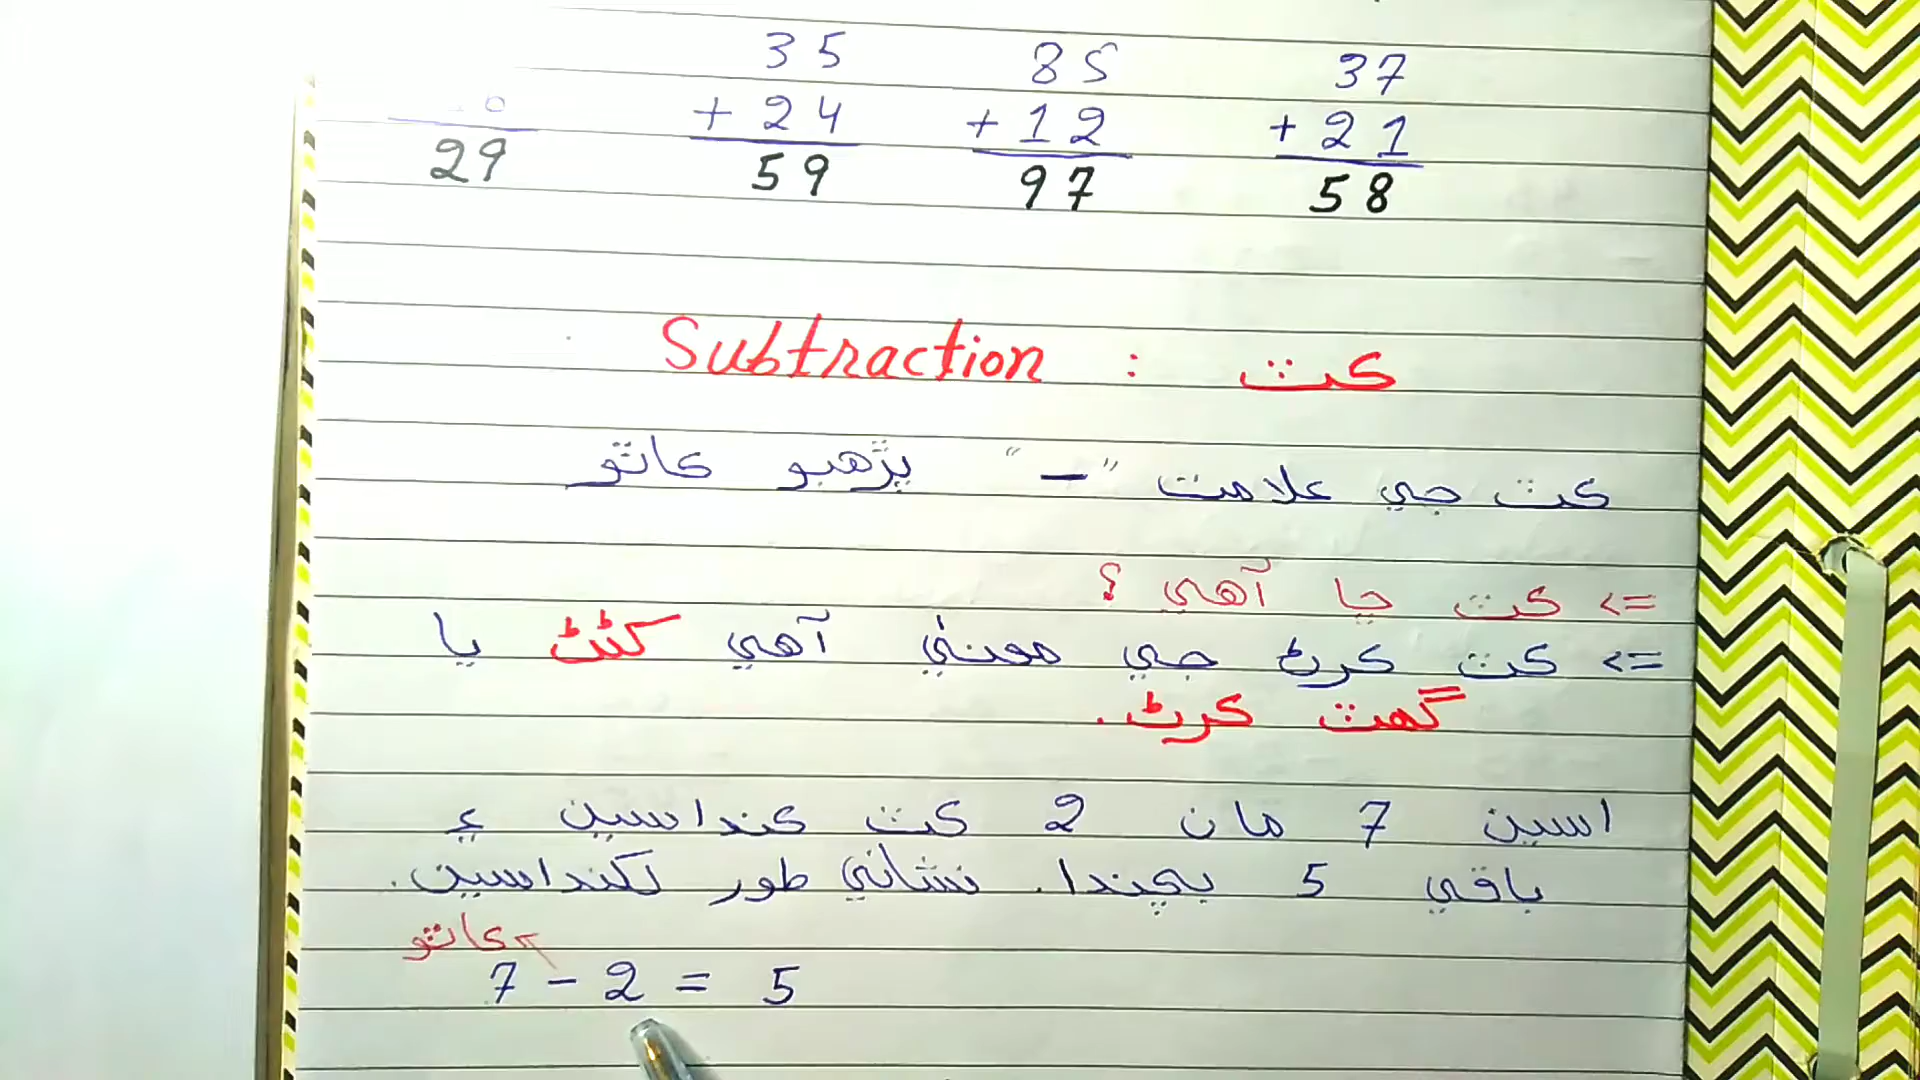 35 85 37
+ 24 + 12 + 21
29 59 97 58
Subtraction : ڪٽ
ڪٽ جي علامت "−" پڙهبو ڪاٽو
=> ڪٽ ڇا آهي ؟
=> ڪٽ ڪرڻ جي معنيٰ آهي ڪٽڻ يا
گهٽ ڪرڻ.
اسين 7 مان 2 ڪٽ ڪنداسين ۽
باقي 5 بچندا. نشاني طور لکنداسين.
ڪاٽو
7 − 2 = 5